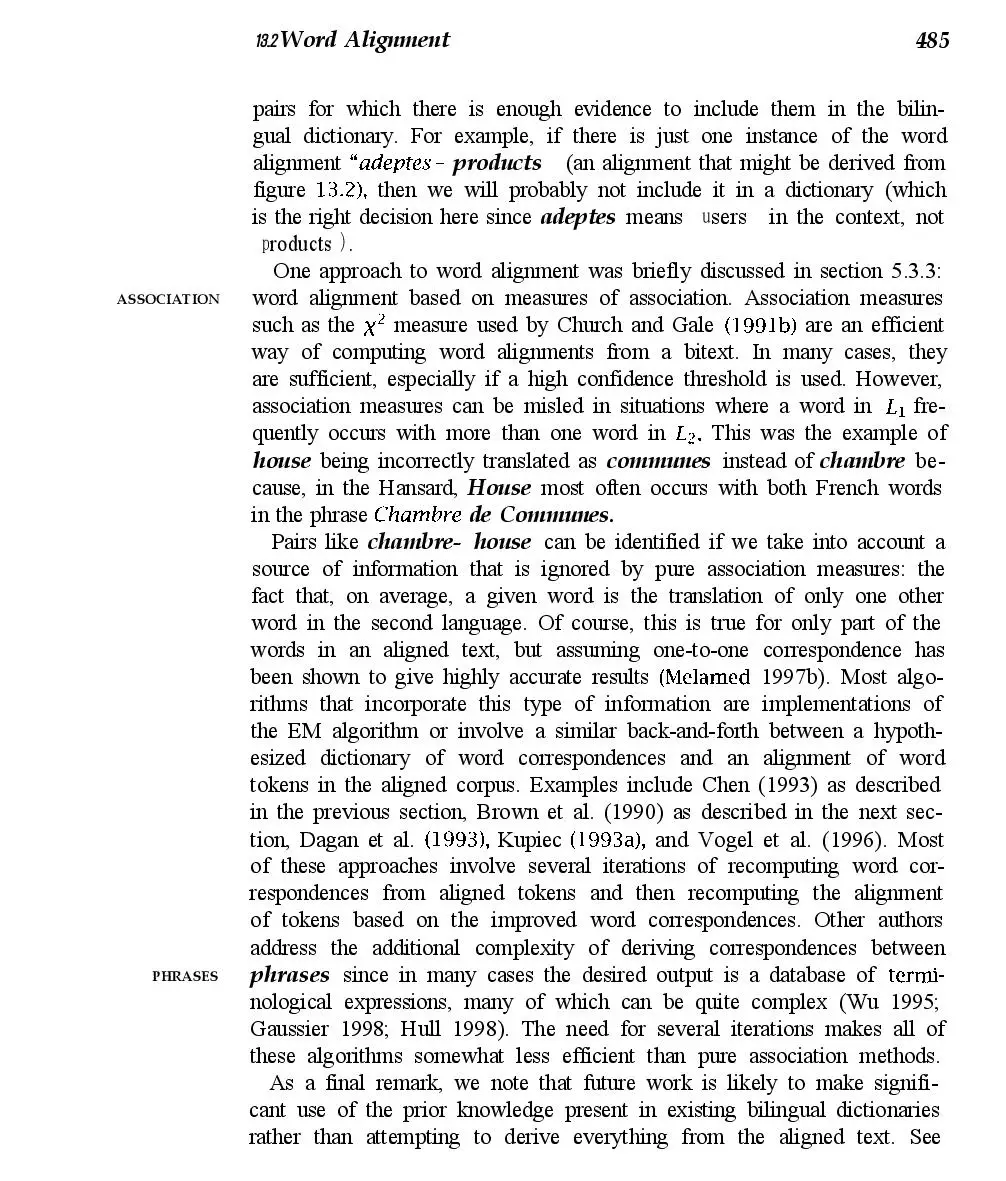 13.2 Word Alignment 485
pairs for which there is enough evidence to include them in the bilin-
gual dictionary. For example, if there is just one instance of the word
alignment “adeptes - products (an alignment that might be derived from
figure 13.2), then we will probably not include it in a dictionary (which
is the right decision here since adeptes means users in the context, not
products ).
One approach to word alignment was briefly discussed in section 5.3.3:
ASSOCIATION word alignment based on measures of association. Association measures
such as the χ² measure used by Church and Gale (1991b) are an efficient
way of computing word alignments from a bitext. In many cases, they
are sufficient, especially if a high confidence threshold is used. However,
association measures can be misled in situations where a word in L₁ fre-
quently occurs with more than one word in L₂. This was the example of
house being incorrectly translated as communes instead of chambre be-
cause, in the Hansard, House most often occurs with both French words
in the phrase Chambre de Communes.
Pairs like chambre- house can be identified if we take into account a
source of information that is ignored by pure association measures: the
fact that, on average, a given word is the translation of only one other
word in the second language. Of course, this is true for only part of the
words in an aligned text, but assuming one-to-one correspondence has
been shown to give highly accurate results (Melamed 1997b). Most algo-
rithms that incorporate this type of information are implementations of
the EM algorithm or involve a similar back-and-forth between a hypoth-
esized dictionary of word correspondences and an alignment of word
tokens in the aligned corpus. Examples include Chen (1993) as described
in the previous section, Brown et al. (1990) as described in the next sec-
tion, Dagan et al. (1993), Kupiec (1993a), and Vogel et al. (1996). Most
of these approaches involve several iterations of recomputing word cor-
respondences from aligned tokens and then recomputing the alignment
of tokens based on the improved word correspondences. Other authors
address the additional complexity of deriving correspondences between
PHRASES phrases since in many cases the desired output is a database of termi-
nological expressions, many of which can be quite complex (Wu 1995;
Gaussier 1998; Hull 1998). The need for several iterations makes all of
these algorithms somewhat less efficient than pure association methods.
As a final remark, we note that future work is likely to make signifi-
cant use of the prior knowledge present in existing bilingual dictionaries
rather than attempting to derive everything from the aligned text. See